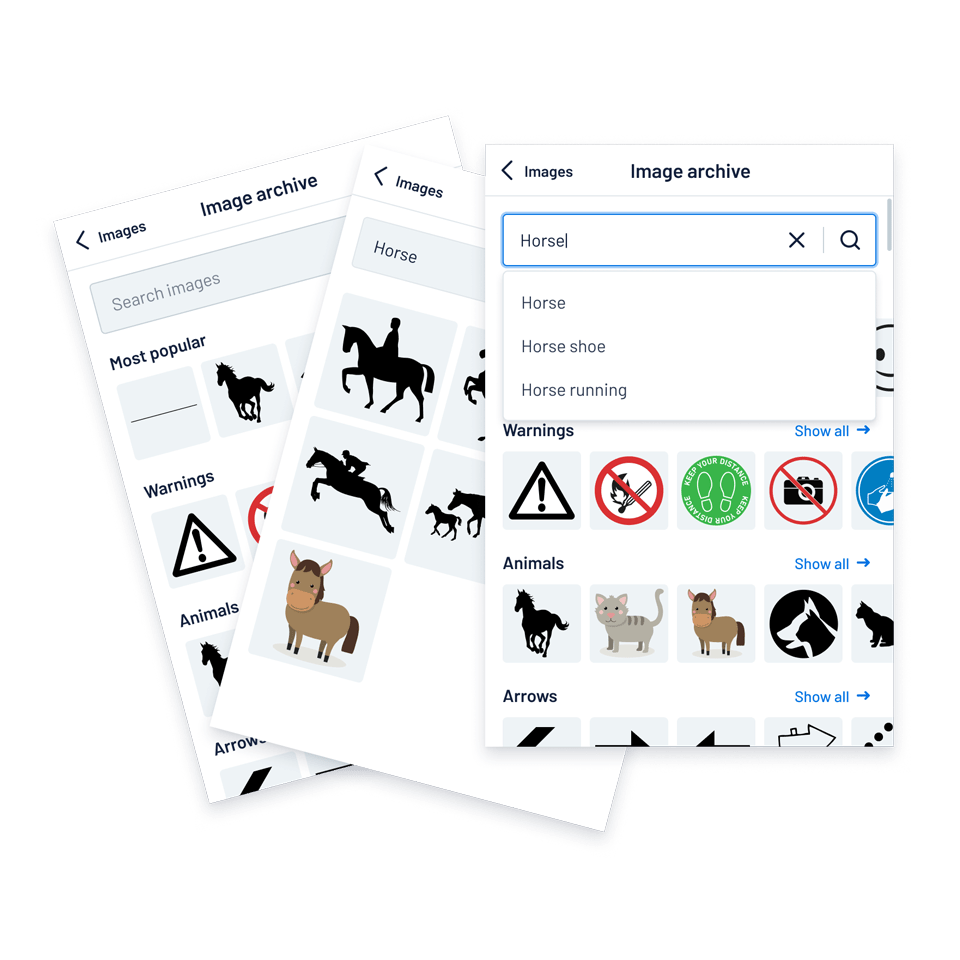 Images
Image archive
Search images
Most popular
Warnings
Animals
Arrows
Images
Horse
Images
Image archive
Horse
Horse
Horse shoe
Horse running
Warnings
Show all
KEEP YOUR DISTANCE
KEEP YOUR DISTANCE
Animals
Show all
Arrows
Show all